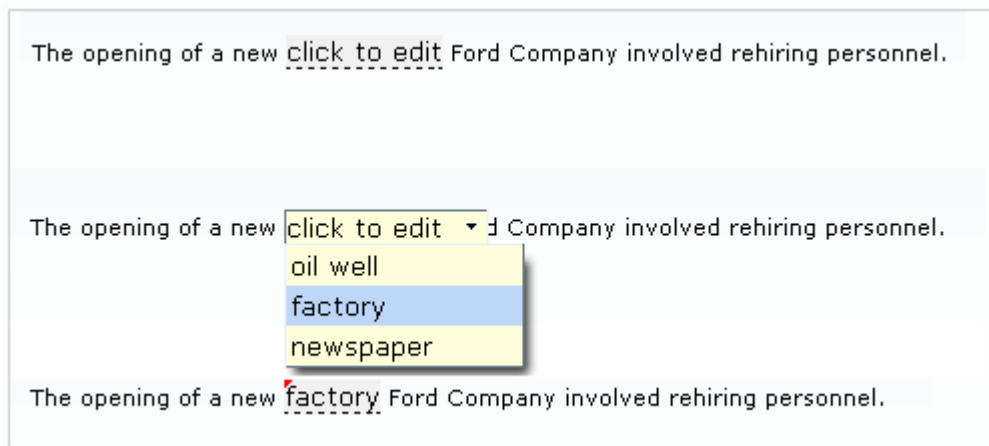 The opening of a new click to edit Ford Company involved rehiring personnel.
The opening of a new click to edit d Company involved rehiring personnel.
oil well
factory
newspaper
The opening of a new factory Ford Company involved rehiring personnel.